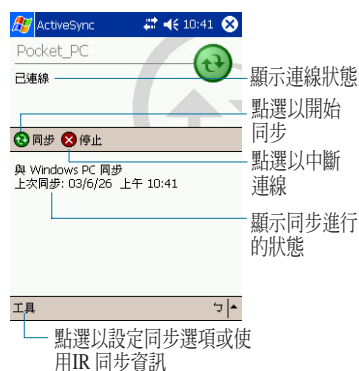 ActiveSync 10:41
Pocket_PC
已連線
顯示連線狀態
點選以開始
同步
同步 停止
點選以中斷
連線
與 Windows PC 同步
上次同步: 03/6/26 上午 10:41
顯示同步進行
的狀態
工具 ㄅ
點選以設定同步選項或使
用IR 同步資訊